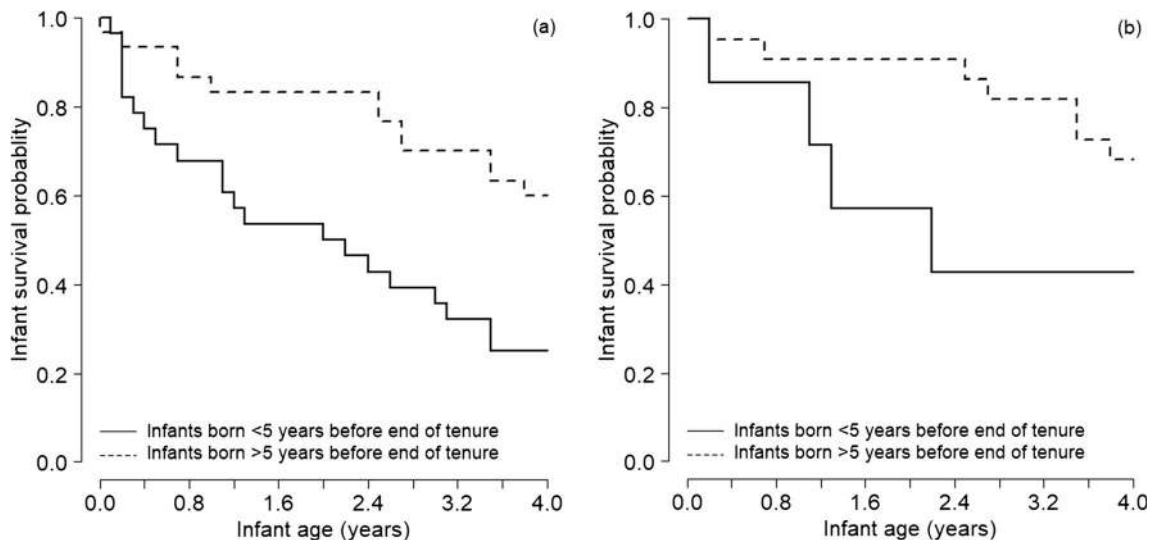 (a)
Infant survival probablity
1.0
0.8
0.6
0.4
0.2
0.0
Infants born <5 years before end of tenure
Infants born >5 years before end of tenure
0.0 0.8 1.6 2.4 3.2 4.0
Infant age (years)
(b)
Infant survival probablity
1.0
0.8
0.6
0.4
0.2
0.0
Infants born <5 years before end of tenure
Infants born >5 years before end of tenure
0.0 0.8 1.6 2.4 3.2 4.0
Infant age (years)